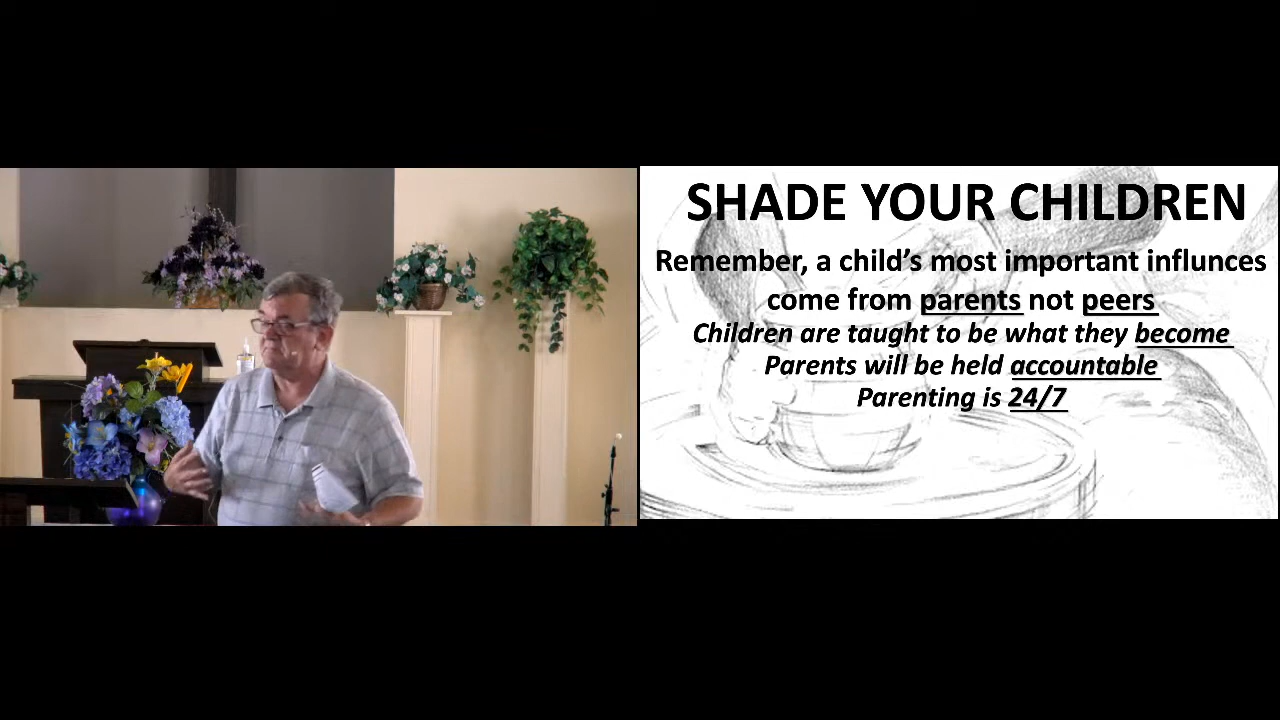 SHADE YOUR CHILDREN
Remember, a child's most important influnces
come from parents not peers
Children are taught to be what they become
Parents will be held accountable
Parenting is 24/7